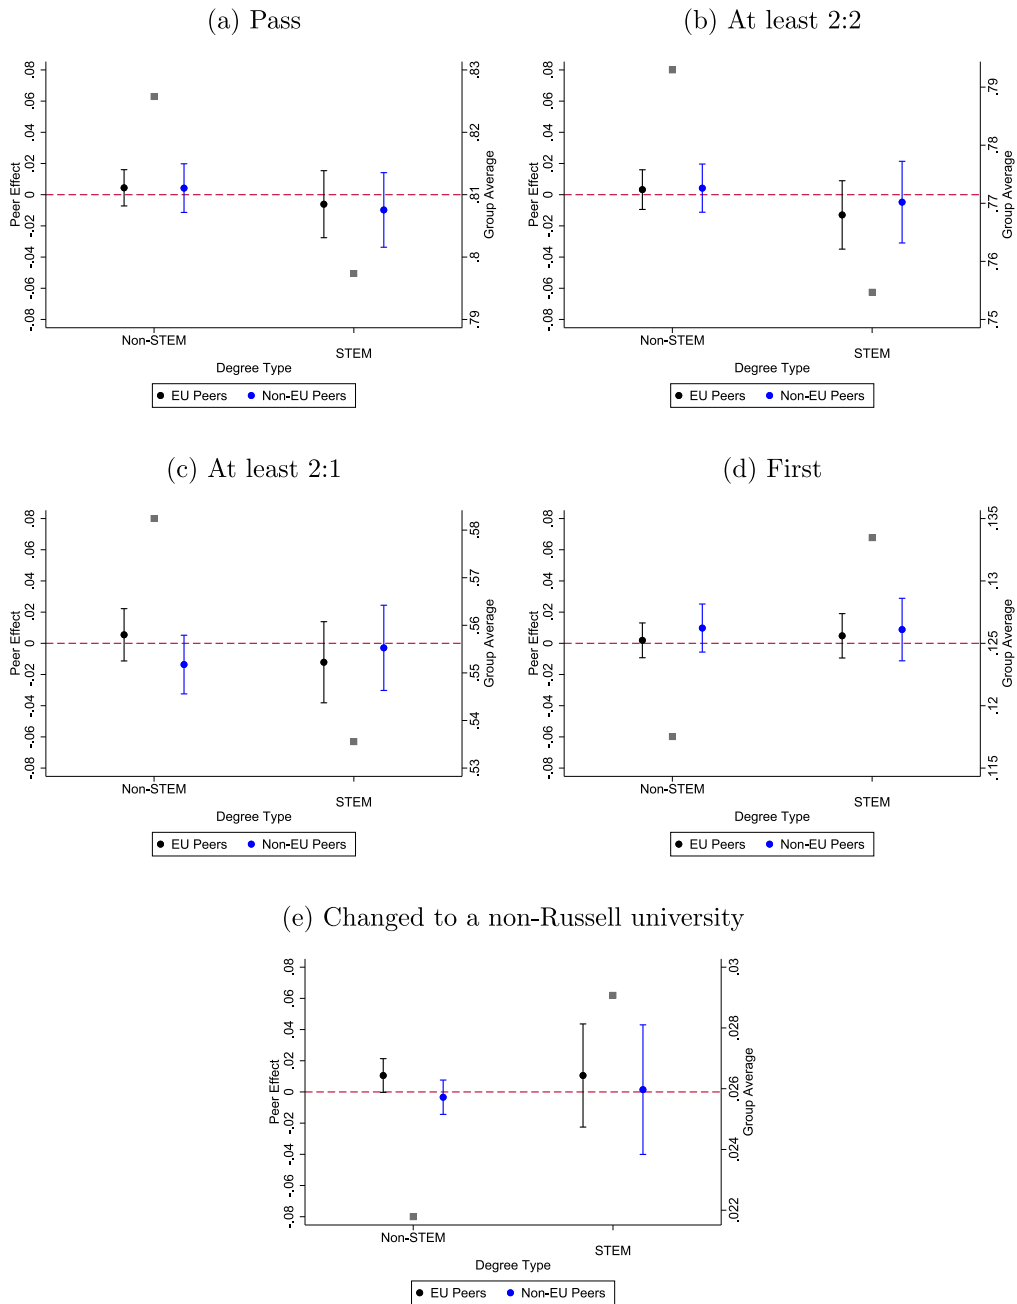 (a) Pass
.08
.06
.04
.02
0
-.02
-.04
-.06
-.08
Peer Effect
.83
.82
.81
.8
.79
Group Average
Non-STEM
STEM
Degree Type
EU Peers Non-EU Peers
(b) At least 2:2
.08
.06
.04
.02
0
-.02
-.04
-.06
-.08
Peer Effect
.79
.78
.77
.76
.75
Group Average
Non-STEM
STEM
Degree Type
EU Peers Non-EU Peers
(c) At least 2:1
.08
.06
.04
.02
0
-.02
-.04
-.06
-.08
Peer Effect
.58
.57
.56
.55
.54
.53
Group Average
Non-STEM
STEM
Degree Type
EU Peers Non-EU Peers
(d) First
.08
.06
.04
.02
0
-.02
-.04
-.06
-.08
Peer Effect
.135
.13
.125
.12
.115
Group Average
Non-STEM
STEM
Degree Type
EU Peers Non-EU Peers
(e) Changed to a non-Russell university
.08
.06
.04
.02
0
-.02
-.04
-.06
-.08
Peer Effect
.03
.028
.026
.024
.022
Group Average
Non-STEM
STEM
Degree Type
EU Peers Non-EU Peers